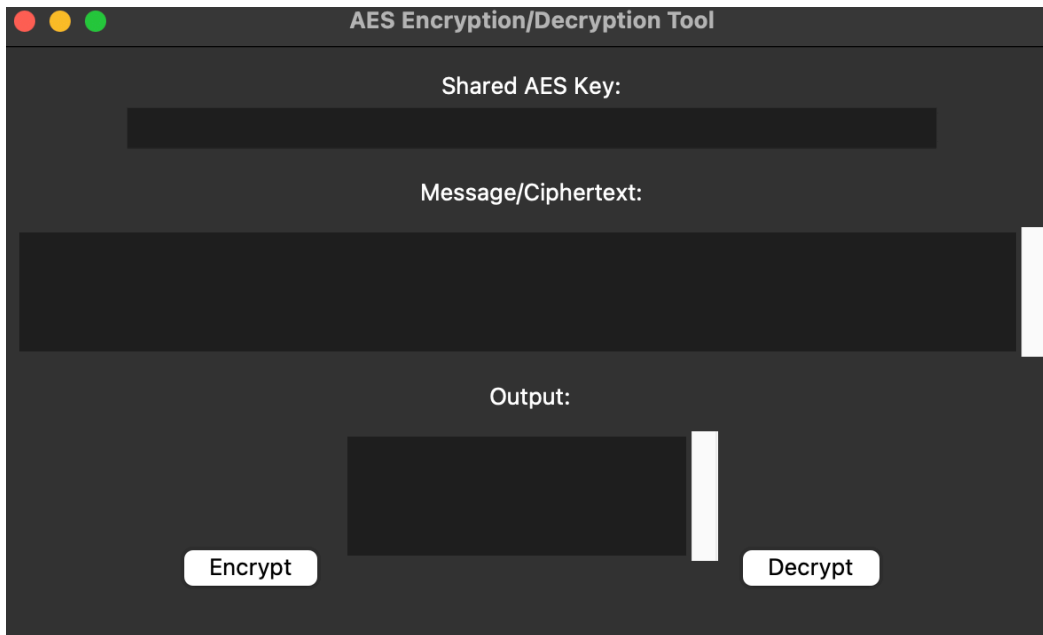 AES Encryption/Decryption Tool
Shared AES Key:
Message/Ciphertext:
Output:
Encrypt
Decrypt